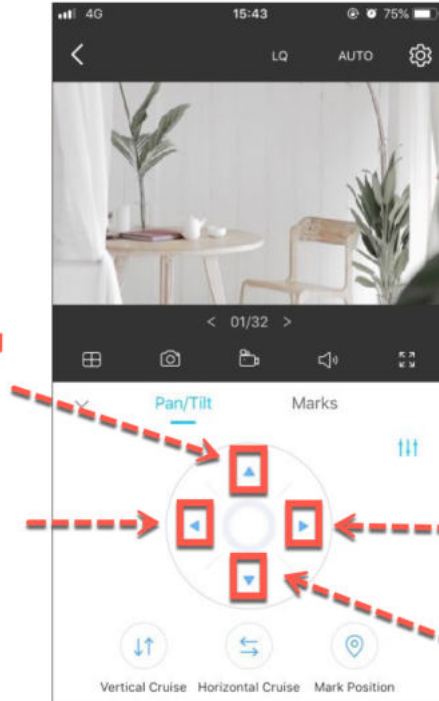 4G 15:43 75%
LQ AUTO
< 01/32 >
Pan/Tilt Marks
Vertical Cruise Horizontal Cruise Mark Position